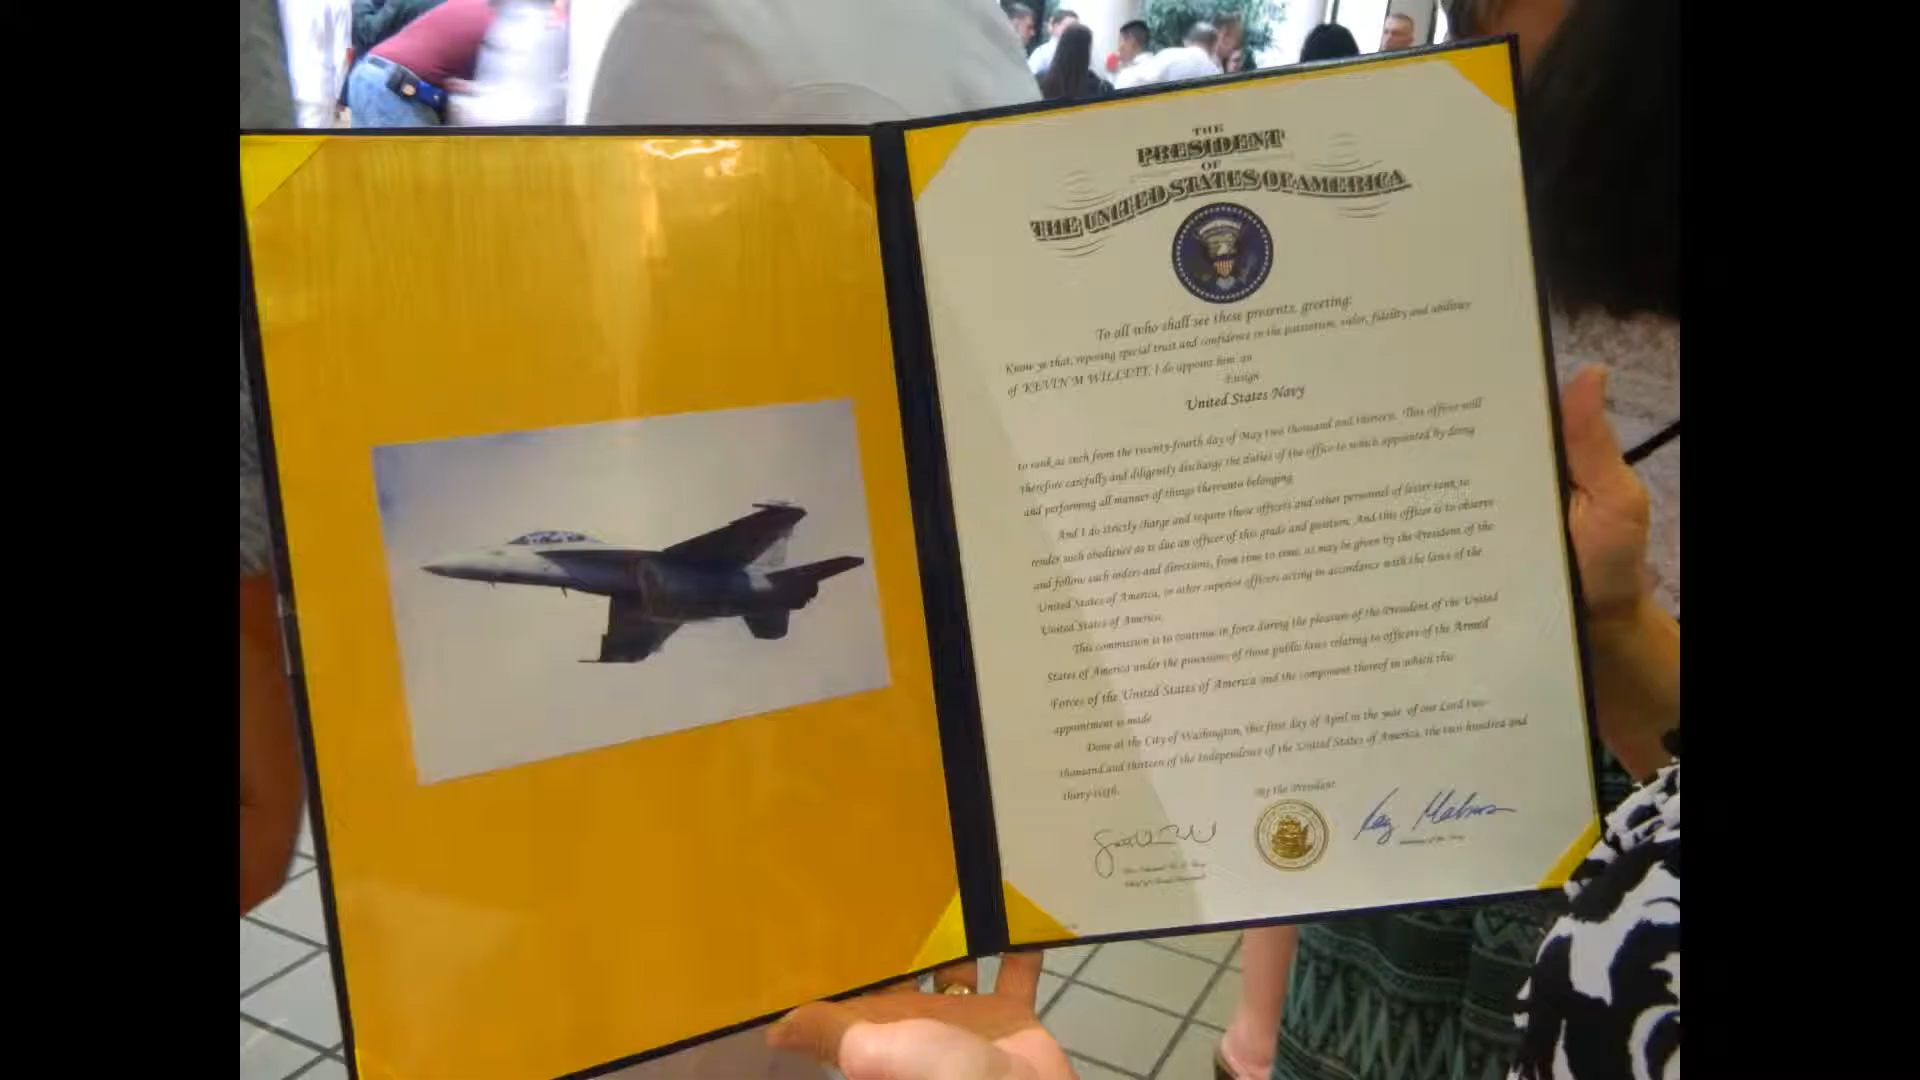 THE
PRESIDENT
OF
THE UNITED STATES OF AMERICA
To all who shall see these presents, greeting:
Know ye that, reposing special trust and confidence in the patriotism, valor, fidelity and abilities
of KEVIN M WILLETT, I do appoint him an
Ensign
United States Navy
to rank as such from the twenty-fourth day of May two thousand and thirteen. This officer will
therefore carefully and diligently discharge the duties of the office to which appointed by doing
and performing all manner of things thereunto belonging.
And I do strictly charge and require those officers and other personnel of lesser rank to
render such obedience as is due an officer of this grade and position. And this officer is to observe
and follow such orders and directions, from time to time, as may be given by the President of the
United States of America, or other superior officers acting in accordance with the laws of the
United States of America.
This commission is to continue in force during the pleasure of the President of the United
States of America under the provisions of those public laws relating to officers of the Armed
Forces of the United States of America and the component thereof in which this
appointment is made.
Done at the City of Washington, this first day of April in the year of our Lord two
thousand and thirteen of the Independence of the United States of America, the two hundred and
thirty-sixth.
By the President
Ray Mabus
Secretary of the Navy